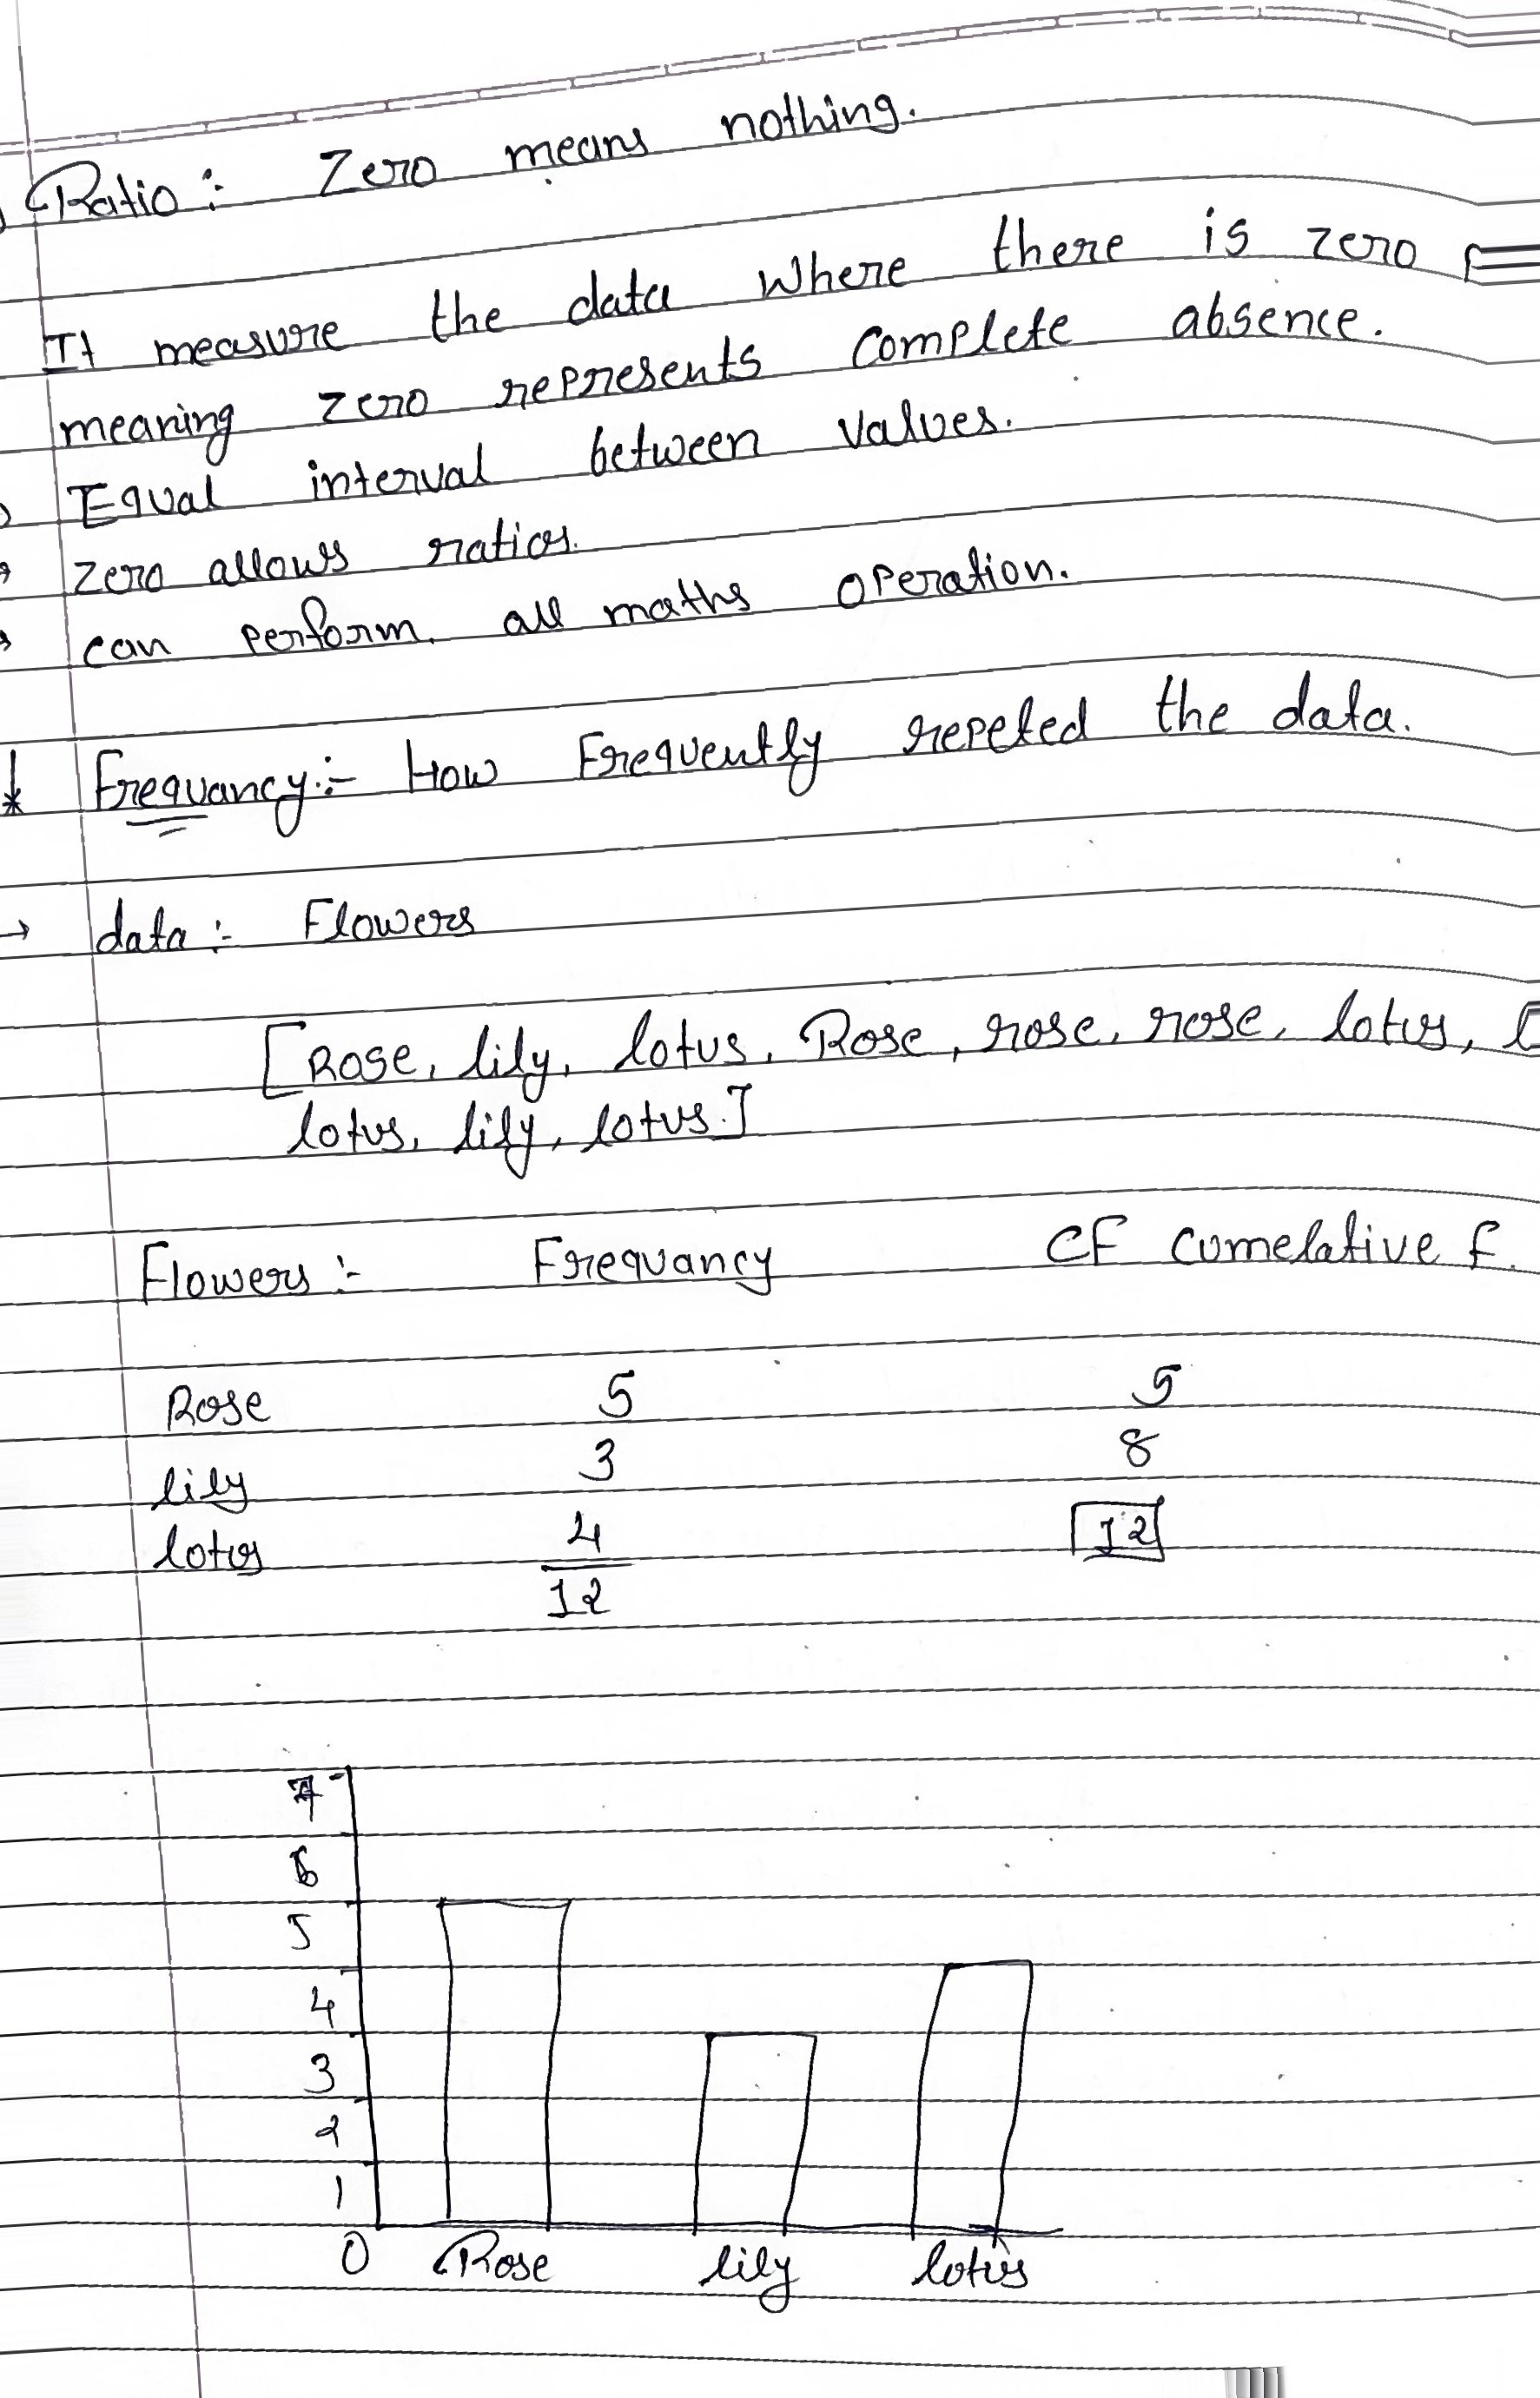 Ratio :- Zero means nothing.
It measure the data where there is zero
meaning zero represents complete absence.
Equal interval between values.
→ zero allows ratios.
→ can perform all maths operation.
* Frequancy :- How Frequently repeted the data.
→ data :- Flowers
[Rose, lily, lotus, Rose, rose, rose, lotus,
lotus, lily, lotus.]
Flowers :- Frequancy CF cumelative f.
Rose 5 5
lily 3 8
lotus 4 12
12
7
6
5
4
3
2
1
0 Rose lily lotus